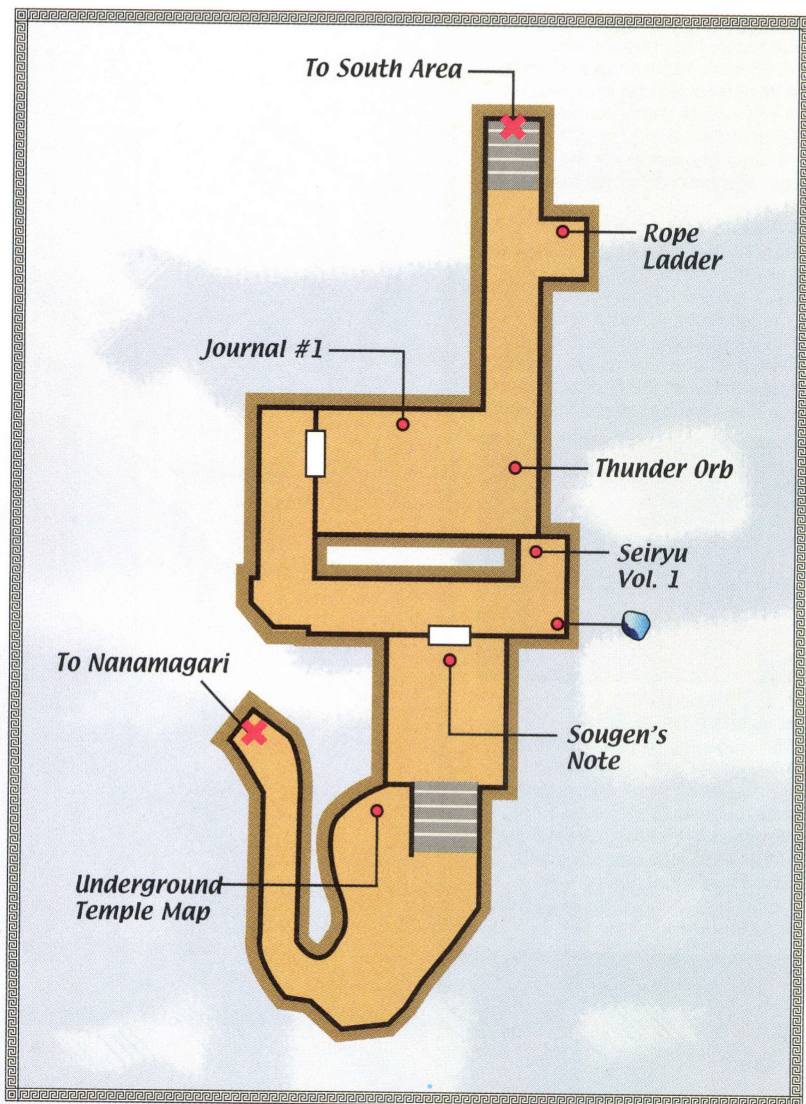 To South Area
Rope
Ladder
Journal #1
Thunder Orb
Seiryu
Vol. 1
To Nanamagari
Sougen's
Note
Underground
Temple Map